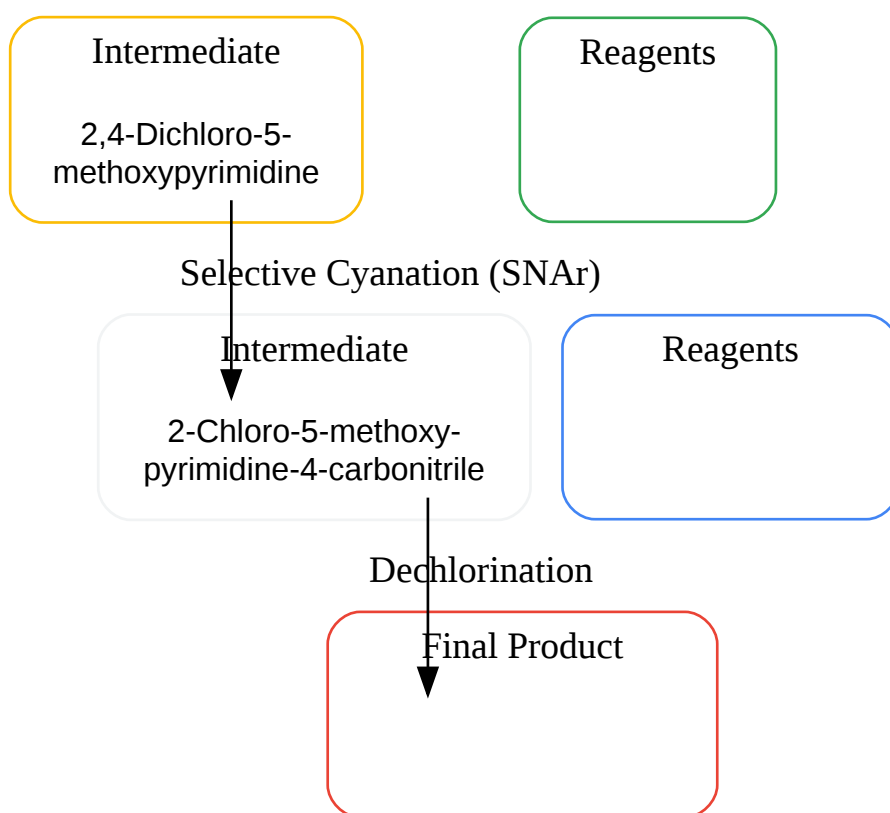 Intermediate
Reagents
2,4-Dichloro-5-
methoxypyrimidine
Selective Cyanation (SNAr)
Intermediate
Reagents
2-Chloro-5-methoxy-
pyrimidine-4-carbonitrile
Dechlorination
Final Product